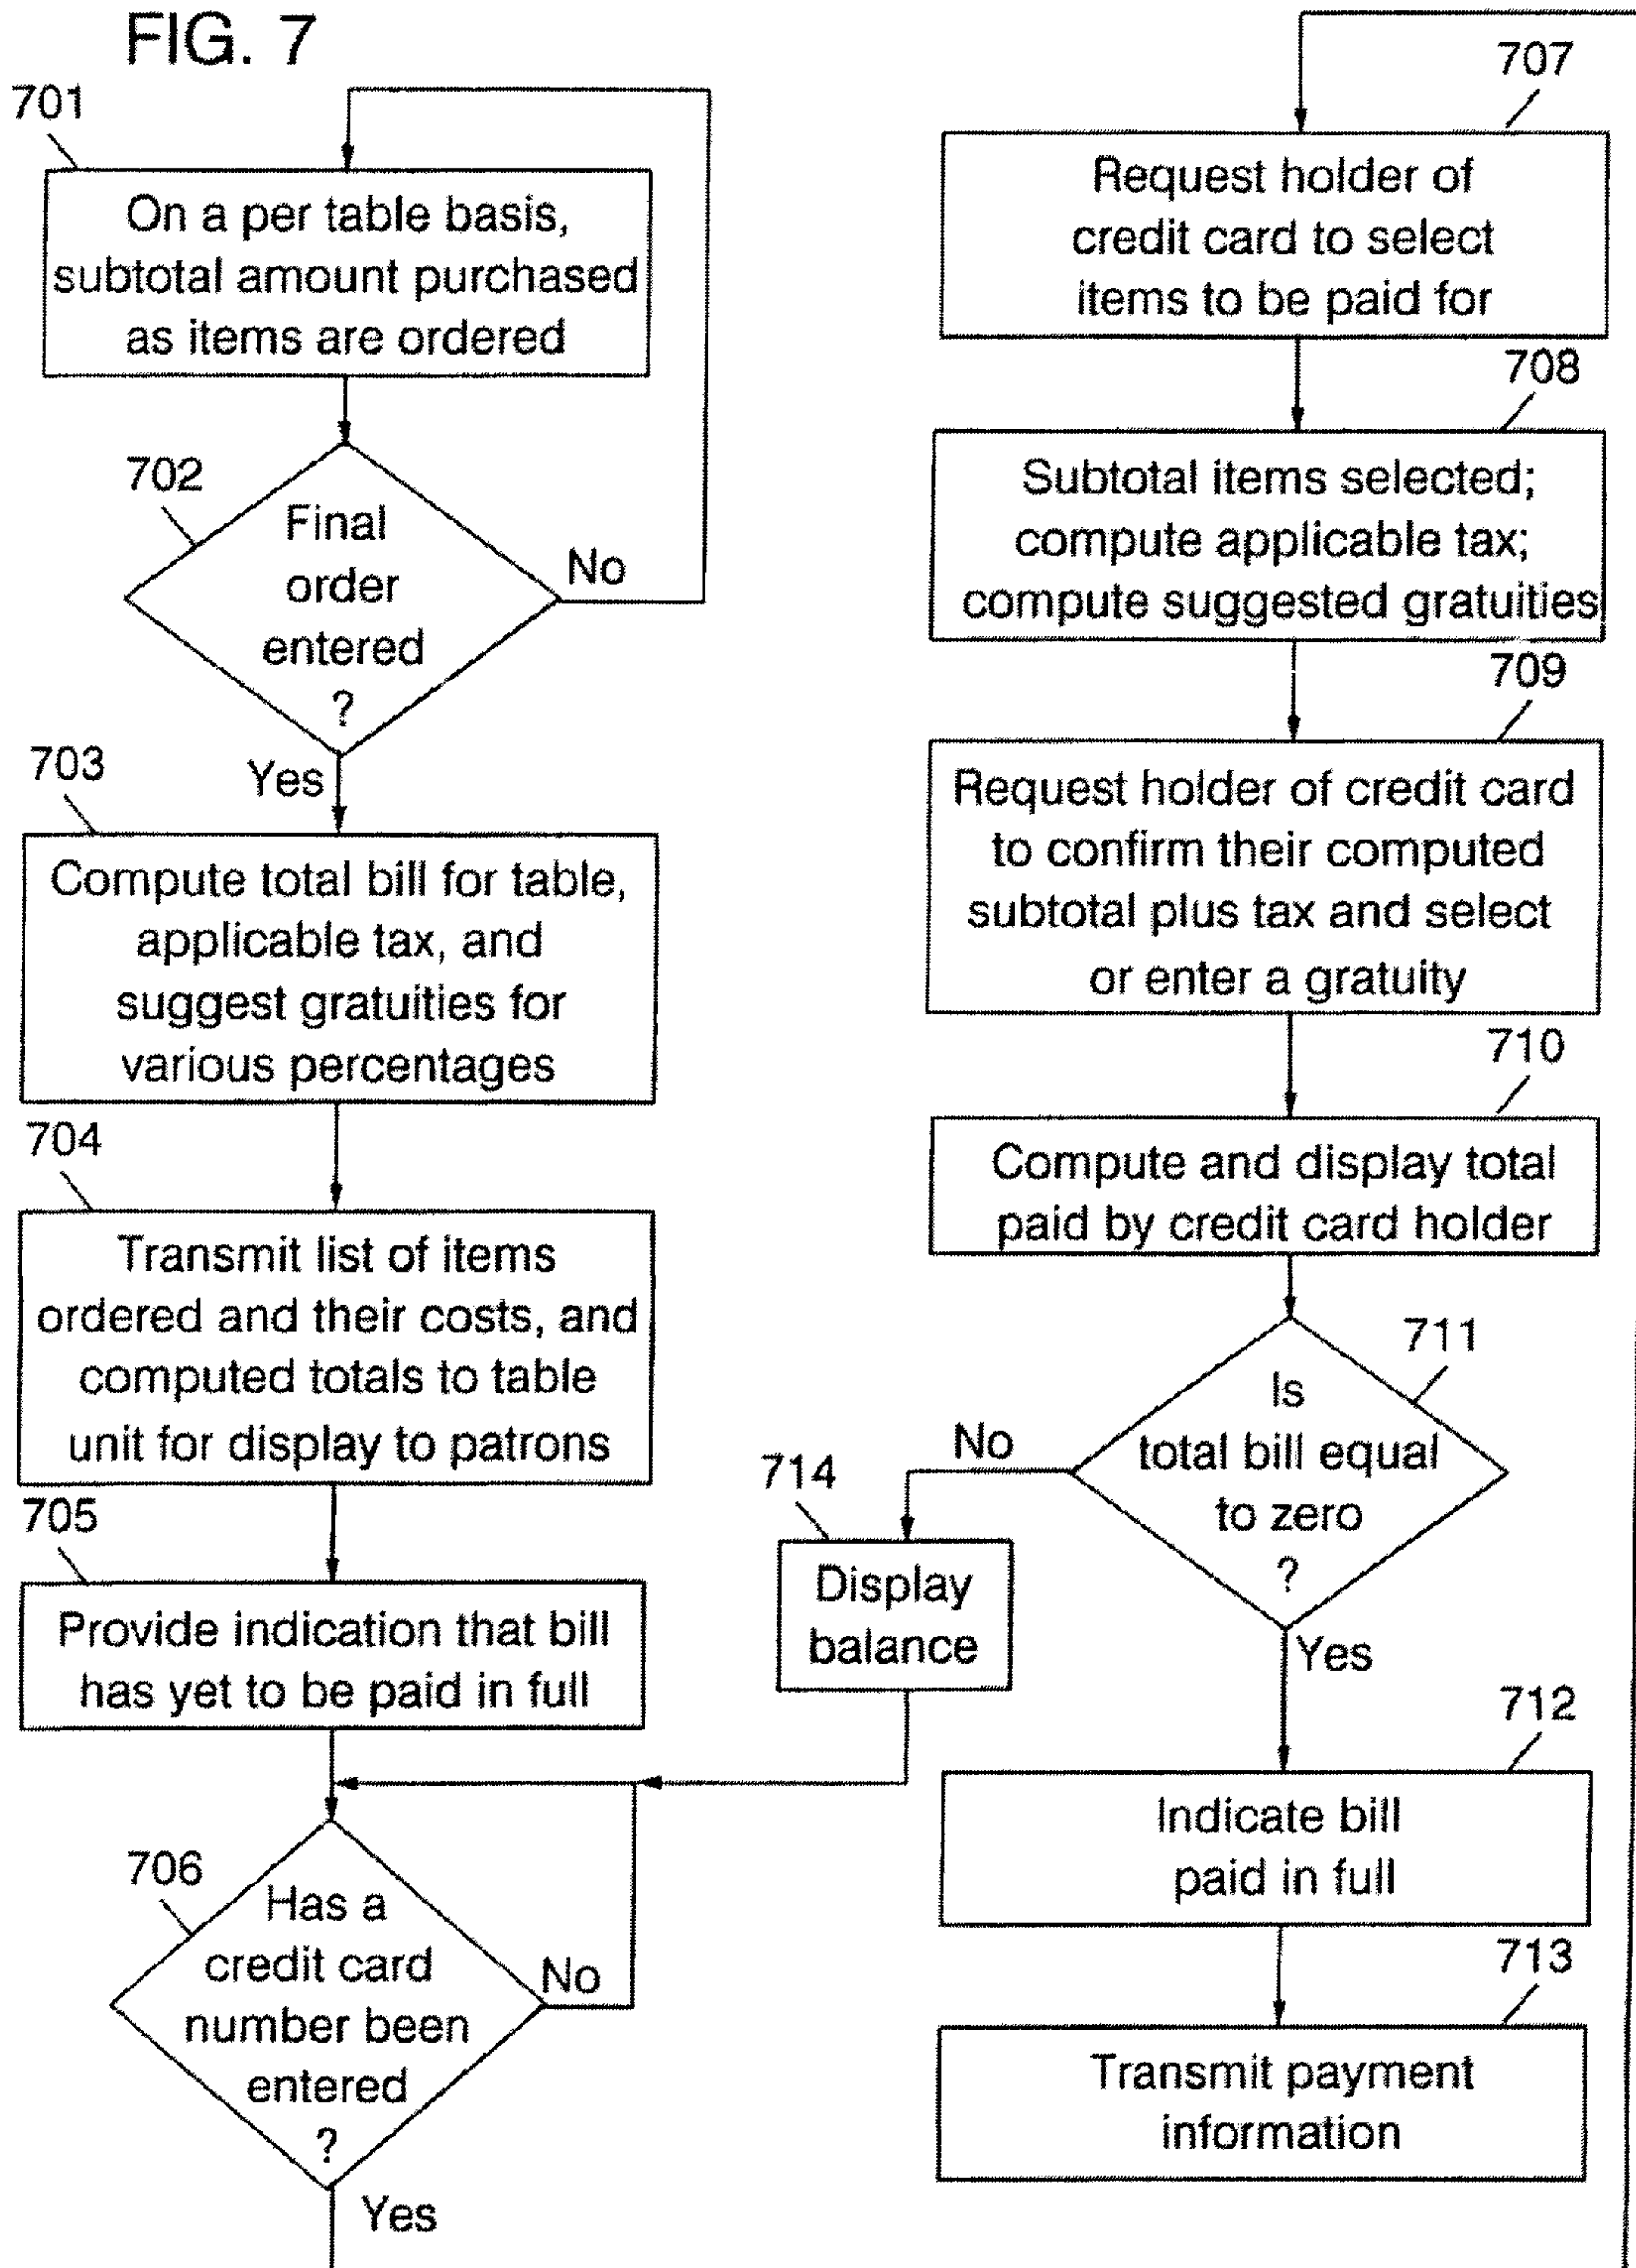 FIG. 7
701
On a per table basis,
subtotal amount purchased
as items are ordered
702
Final
order
entered
?
No
Yes
703
Compute total bill for table,
applicable tax, and
suggest gratuities for
various percentages
704
Transmit list of items
ordered and their costs, and
computed totals to table
unit for display to patrons
705
Provide indication that bill
has yet to be paid in full
706
Has a
credit card
number been
entered
?
No
Yes
707
Request holder of
credit card to select
items to be paid for
708
Subtotal items selected;
compute applicable tax;
compute suggested gratuities
709
Request holder of credit card
to confirm their computed
subtotal plus tax and select
or enter a gratuity
710
Compute and display total
paid by credit card holder
711
Is
total bill equal
to zero
?
No
714
Display
balance
Yes
712
Indicate bill
paid in full
713
Transmit payment
information